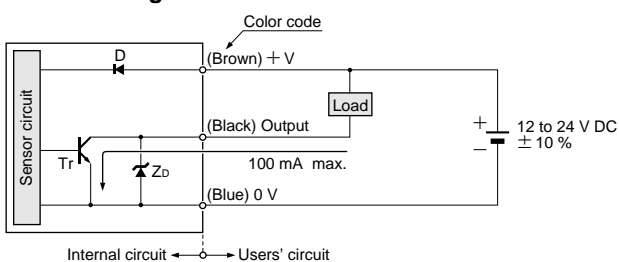 Color code
D
(Brown) + V
Sensor circuit
Load
(Black) Output
+
12 to 24 V DC
± 10 %
−
Tr
ZD
100 mA max.
(Blue) 0 V
Internal circuit
Users' circuit